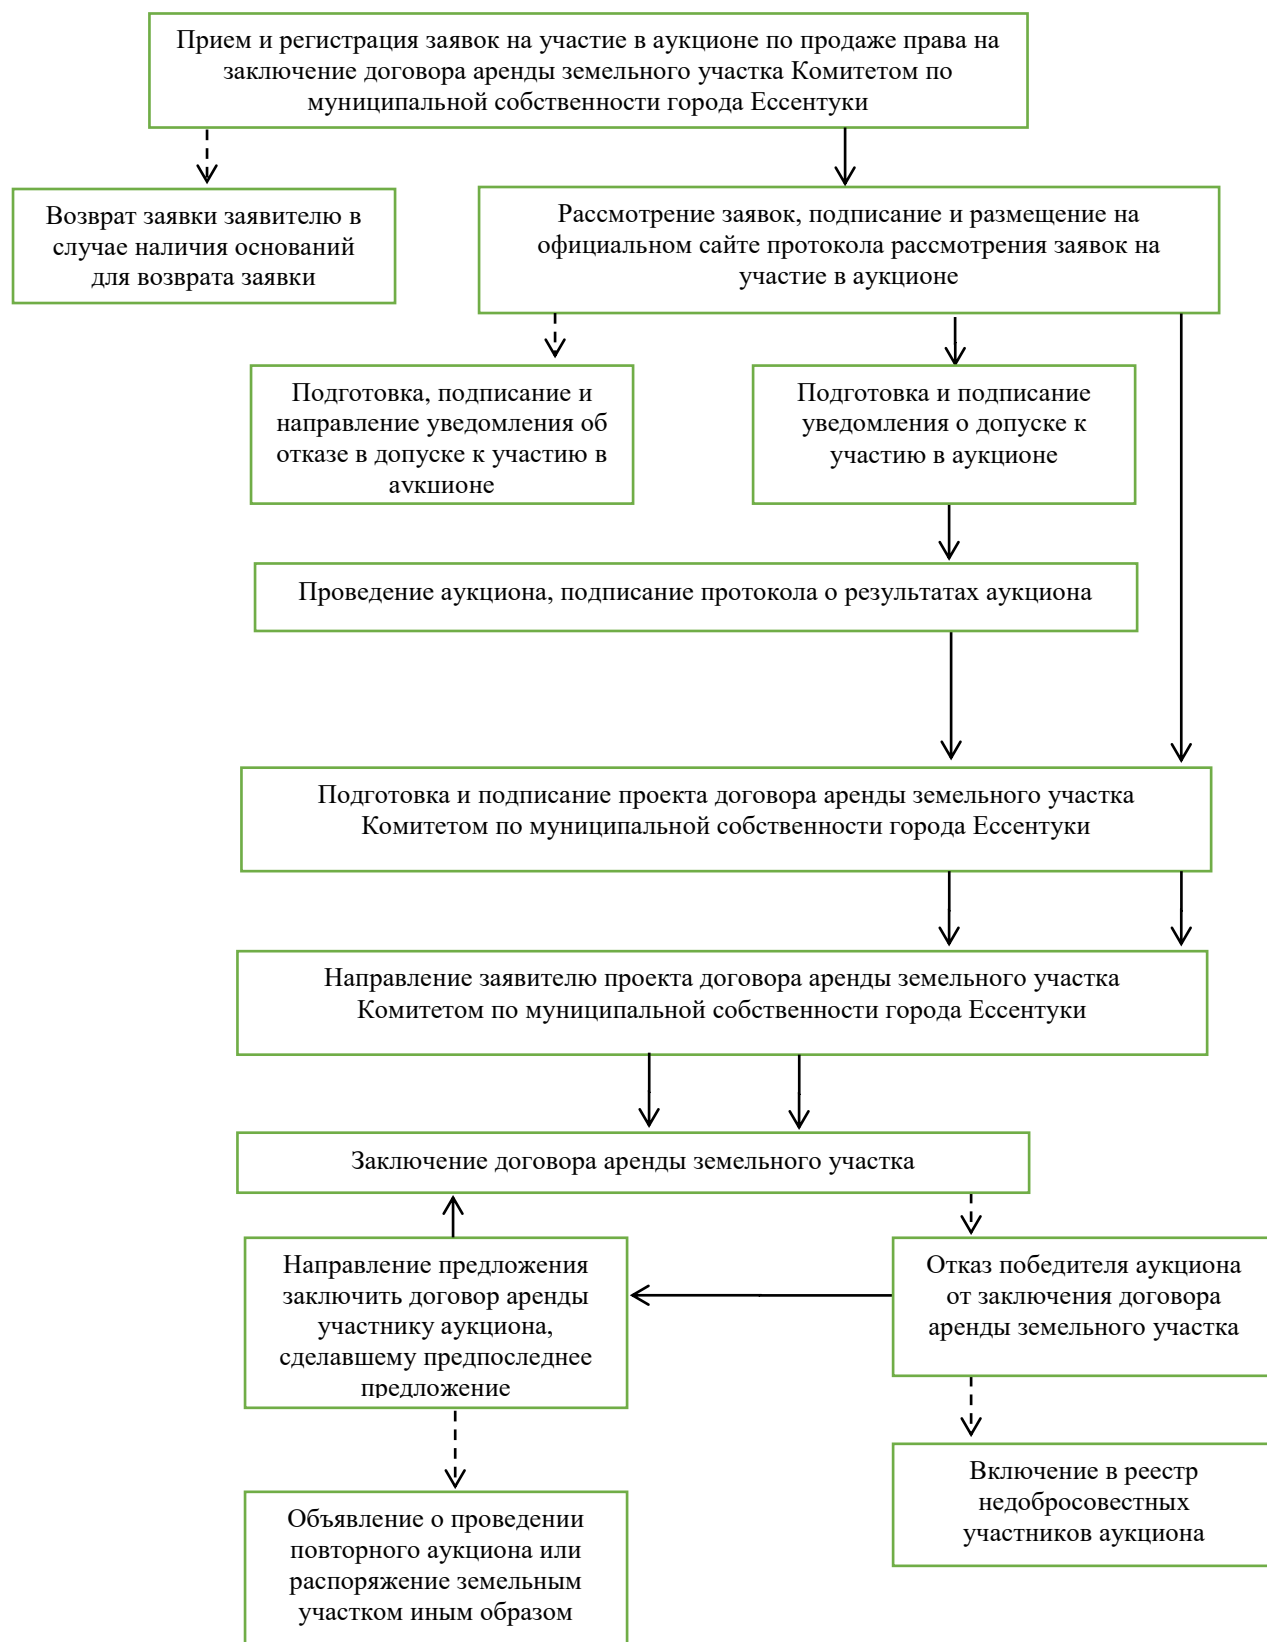 Прием и регистрация заявок на участие в аукционе по продаже права на
заключение договора аренды земельного участка Комитетом по
муниципальной собственности города Ессентуки
Возврат заявки заявителю в
случае наличия оснований
для возврата заявки
Рассмотрение заявок, подписание и размещение на
официальном сайте протокола рассмотрения заявок на
участие в аукционе
Подготовка, подписание и
направление уведомления об
отказе в допуске к участию в
аукционе
Подготовка и подписание
уведомления о допуске к
участию в аукционе
Проведение аукциона, подписание протокола о результатах аукциона
Подготовка и подписание проекта договора аренды земельного участка
Комитетом по муниципальной собственности города Ессентуки
Направление заявителю проекта договора аренды земельного участка
Комитетом по муниципальной собственности города Ессентуки
Заключение договора аренды земельного участка
Направление предложения
заключить договор аренды
участнику аукциона,
сделавшему предпоследнее
предложение
Отказ победителя аукциона
от заключения договора
аренды земельного участка
Включение в реестр
недобросовестных
участников аукциона
Объявление о проведении
повторного аукциона или
распоряжение земельным
участком иным образом